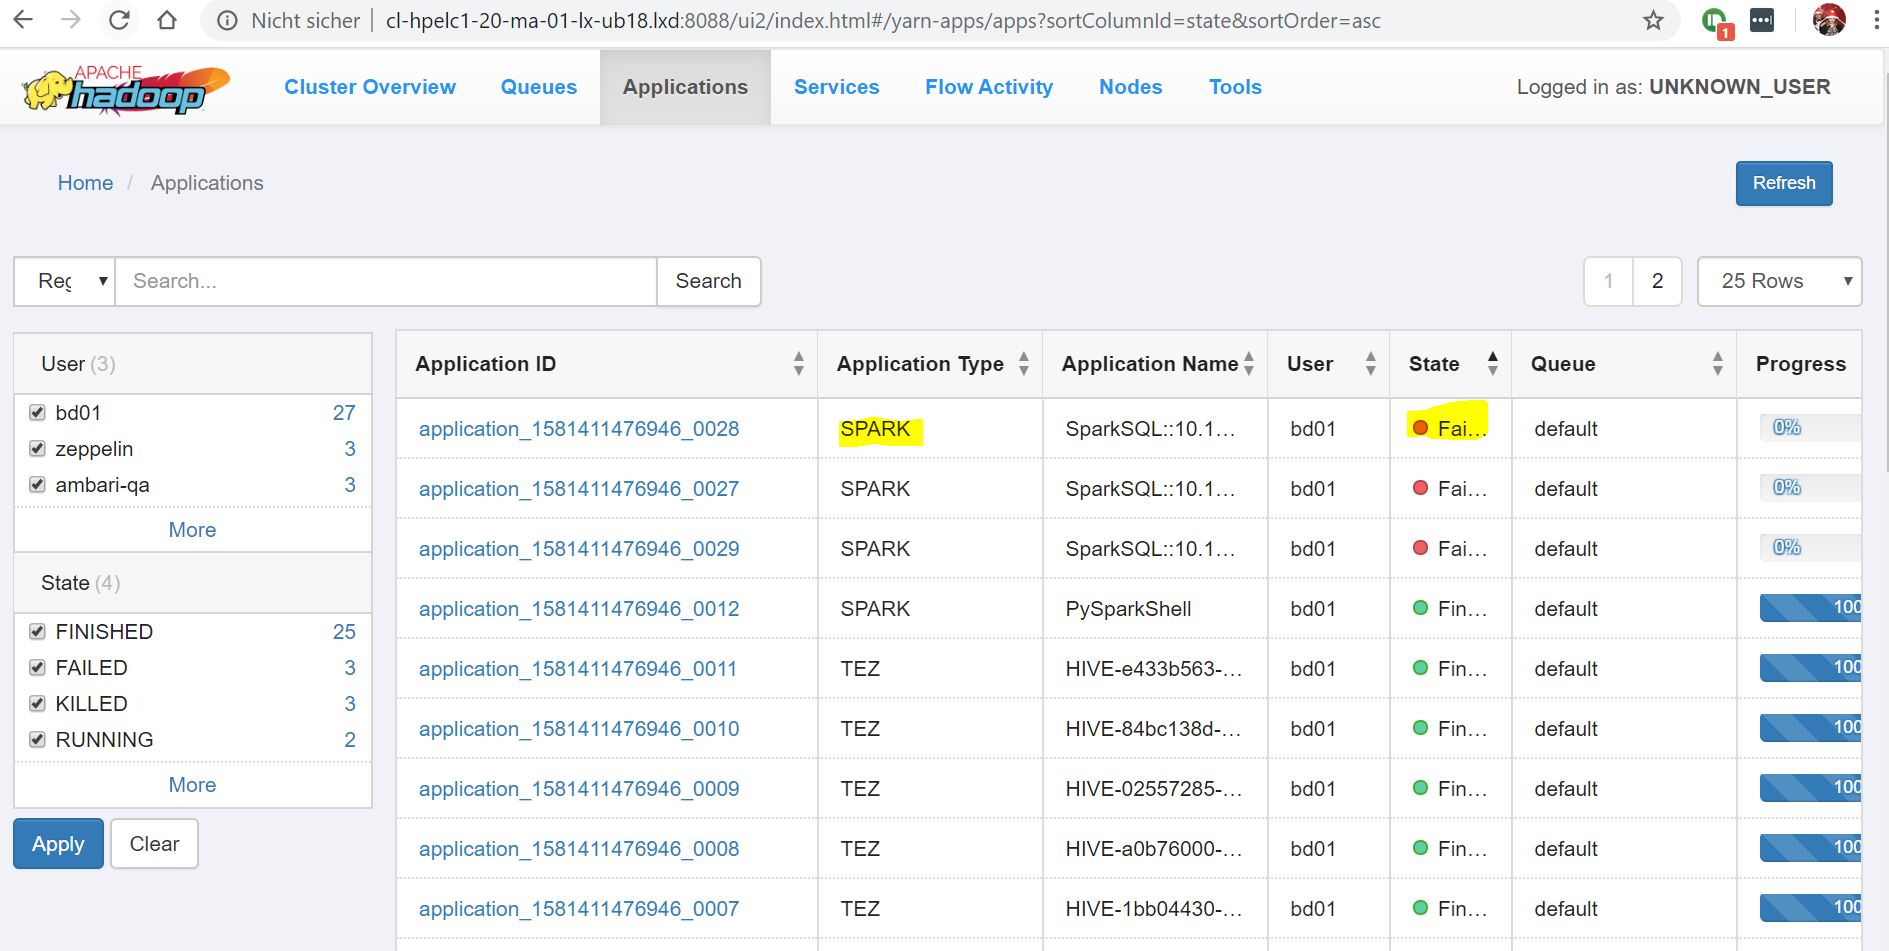 Nicht sicher | cl-hpelc1-20-ma-01-lx-ub18.lxd:8088/ui2/index.html#/yarn-apps/apps?sortColumnId=state&sortOrder=asc 1
APACHE
hadoop
Cluster Overview Queues Applications Services Flow Activity Nodes Tools Logged in as: UNKNOWN_USER
Home / Applications Refresh
Reg Search... Search 1 2 25 Rows
User (3)
bd01 27
zeppelin 3
ambari-qa 3
More
State (4)
FINISHED 25
FAILED 3
KILLED 3
RUNNING 2
More
Apply Clear
Application ID Application Type Application Name User State Queue Progress
application_1581411476946_0028 SPARK SparkSQL::10.1... bd01 Fai... default 0%
application_1581411476946_0027 SPARK SparkSQL::10.1... bd01 Fai... default 0%
application_1581411476946_0029 SPARK SparkSQL::10.1... bd01 Fai... default 0%
application_1581411476946_0012 SPARK PySparkShell bd01 Fin... default 100
application_1581411476946_0011 TEZ HIVE-e433b563-... bd01 Fin... default 100
application_1581411476946_0010 TEZ HIVE-84bc138d-... bd01 Fin... default 100
application_1581411476946_0009 TEZ HIVE-02557285-... bd01 Fin... default 100
application_1581411476946_0008 TEZ HIVE-a0b76000-... bd01 Fin... default 100
application_1581411476946_0007 TEZ HIVE-1bb04430-... bd01 Fin... default 100